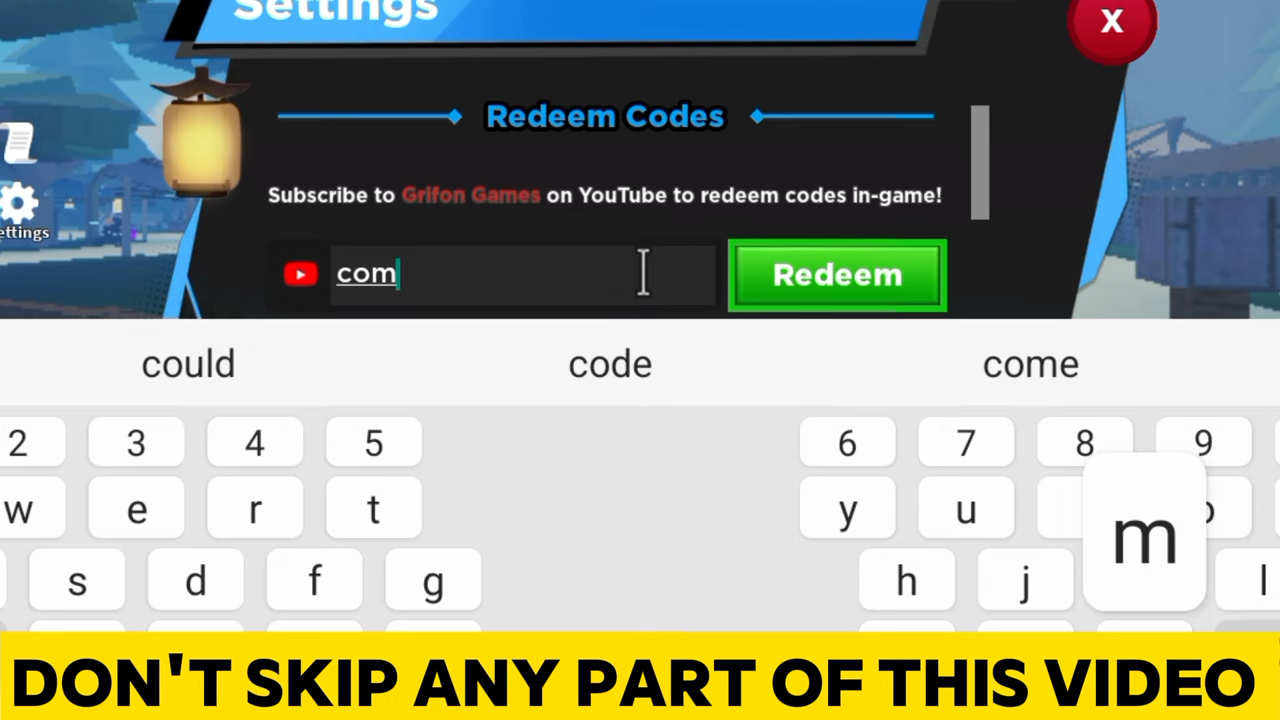 Settings
X
Redeem Codes
Subscribe to Grifon Games on YouTube to redeem codes in-game!
ettings
com
Redeem
could code come
2 3 4 5 6 7 8 9
w e r t y u
m
s d f g h j l
DON'T SKIP ANY PART OF THIS VIDEO